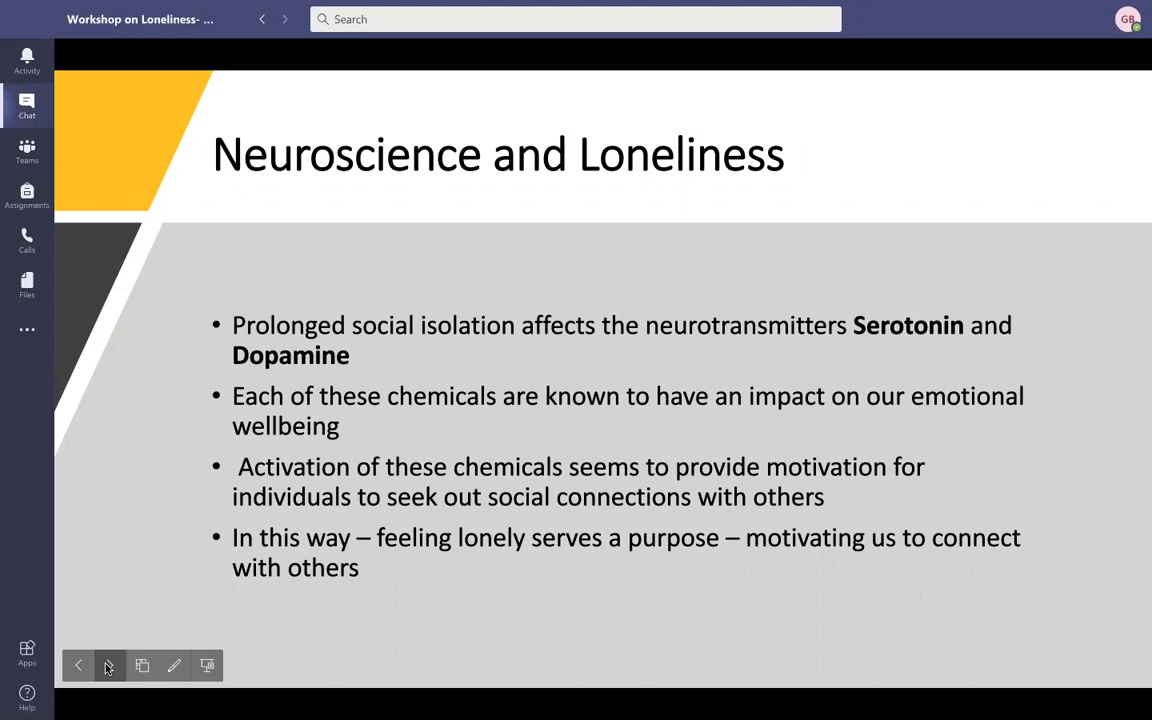 Workshop on Loneliness- ...
Search
GB
Activity
Chat
Teams
Assignments
Calls
Files
Apps
Help
Neuroscience and Loneliness
• Prolonged social isolation affects the neurotransmitters Serotonin and
Dopamine
• Each of these chemicals are known to have an impact on our emotional
wellbeing
• Activation of these chemicals seems to provide motivation for
individuals to seek out social connections with others
• In this way – feeling lonely serves a purpose – motivating us to connect
with others